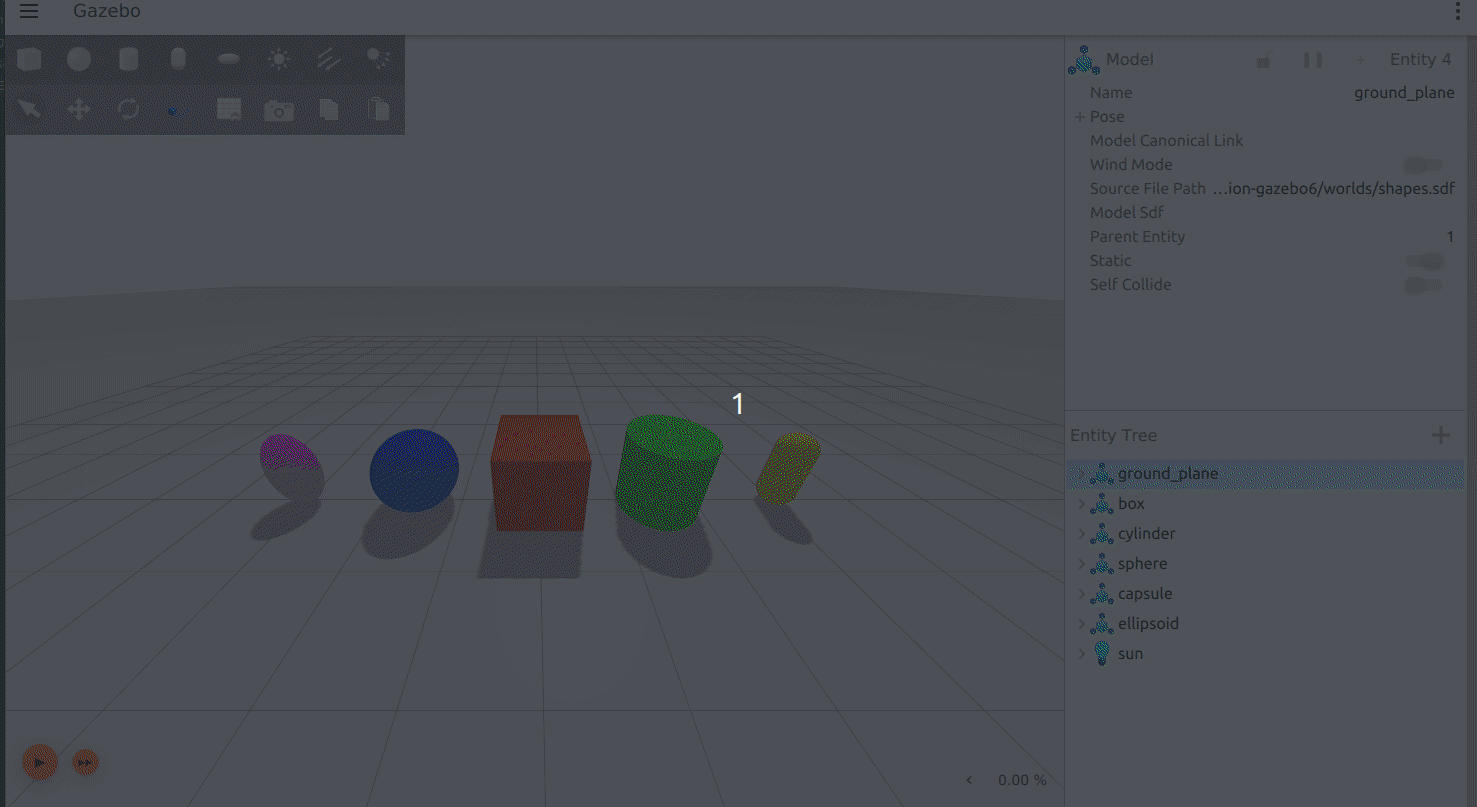 Gazebo
Model
Entity 4
Name
ground_plane
Pose
Model Canonical Link
Wind Mode
Source File Path
...ion-gazebo6/worlds/shapes.sdf
Model Sdf
Parent Entity
1
Static
Self Collide
1
Entity Tree
ground_plane
box
cylinder
sphere
capsule
ellipsoid
sun
0.00 %